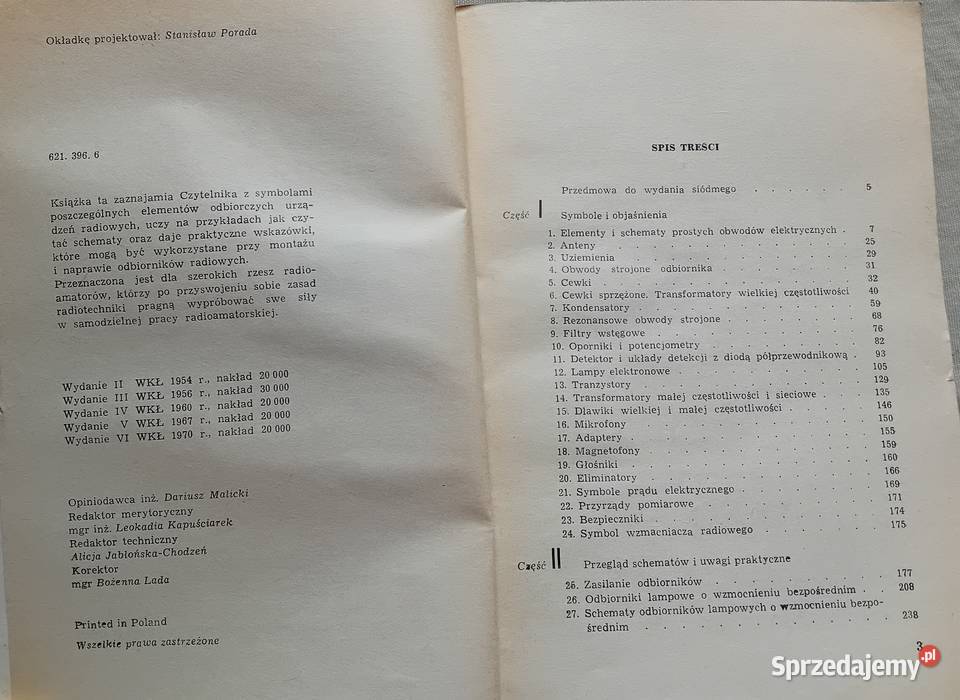 Okładkę projektował: Stanisław Porada
621. 396. 6
Książka ta zaznajamia Czytelnika z symbolami
poszczególnych elementów odbiorczych urzą-
dzeń radiowych, uczy na przykładach jak czy-
tać schematy oraz daje praktyczne wskazówki,
które mogą być wykorzystane przy montażu
i naprawie odbiorników radiowych.
Przeznaczona jest dla szerokich rzesz radio-
amatorów, którzy po przyswojeniu sobie zasad
radiotechniki pragną wypróbować swe siły
w samodzielnej pracy radioamatorskiej.
Wydanie II WKŁ 1954 r., nakład 20 000
Wydanie III WKŁ 1956 r., nakład 30 000
Wydanie IV WKŁ 1960 r., nakład 20 000
Wydanie V WKŁ 1967 r., nakład 20 000
Wydanie VI WKŁ 1970 r., nakład 20 000
Opiniodawca inż. Dariusz Malicki
Redaktor merytoryczny
mgr inż. Leokadia Kapuściarek
Redaktor techniczny
Alicja Jabłońska-Chodzeń
Korektor
mgr Bożenna Lada
Printed in Poland
Wszelkie prawa zastrzeżone
SPIS TREŚCI
Przedmowa do wydania siódmego . . . . . . 5
Część I Symbole i objaśnienia
1. Elementy i schematy prostych obwodów elektrycznych . 7
2. Anteny . . . . . . . . . . . 25
3. Uziemienia . . . . . . . . . . 29
4. Obwody strojone odbiornika . . . . . . . 31
5. Cewki . . . . . . . . . . . 32
6. Cewki sprzężone. Transformatory wielkiej częstotliwości 40
7. Kondensatory . . . . . . . . . . 59
8. Rezonansowe obwody strojone . . . . . . 68
9. Filtry wstęgowe . . . . . . . . . 76
10. Oporniki i potencjometry . . . . . . . 82
11. Detektor i układy detekcji z diodą półprzewodnikową . 93
12. Lampy elektronowe . . . . . . . . 105
13. Tranzystory . . . . . . . . . . 129
14. Transformatory małej częstotliwości i sieciowe . . . 135
15. Dławiki wielkiej i małej częstotliwości . . . . 146
16. Mikrofony . . . . . . . . . . 150
17. Adaptery . . . . . . . . . . 155
18. Magnetofony . . . . . . . . . . 159
19. Głośniki . . . . . . . . . . 160
20. Eliminatory . . . . . . . . . . 166
21. Symbole prądu elektrycznego . . . . . . 169
22. Przyrządy pomiarowe . . . . . . . . 171
23. Bezpieczniki . . . . . . . . . . 174
24. Symbol wzmacniacza radiowego . . . . . . 175
Część II Przegląd schematów i uwagi praktyczne
25. Zasilanie odbiorników . . . . . . . . 177
26. Odbiorniki lampowe o wzmocnieniu bezpośrednim . . 208
27. Schematy odbiorników lampowych o wzmocnieniu bezpo-
średnim . . . . . . . . . . . 238
3
Sprzedajemy.pl